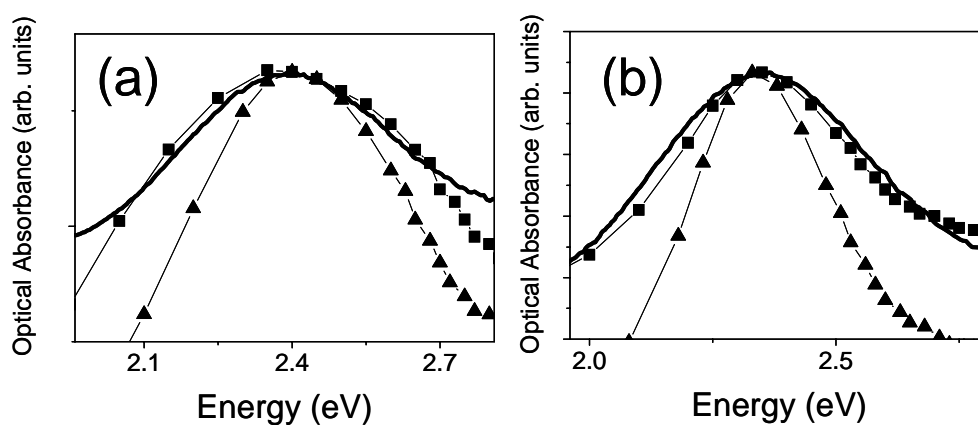 (a)
Optical Absorbance (arb. units)
2.1 2.4 2.7
Energy (eV)
(b)
Optical Absorbance (arb. units)
2.0 2.5
Energy (eV)